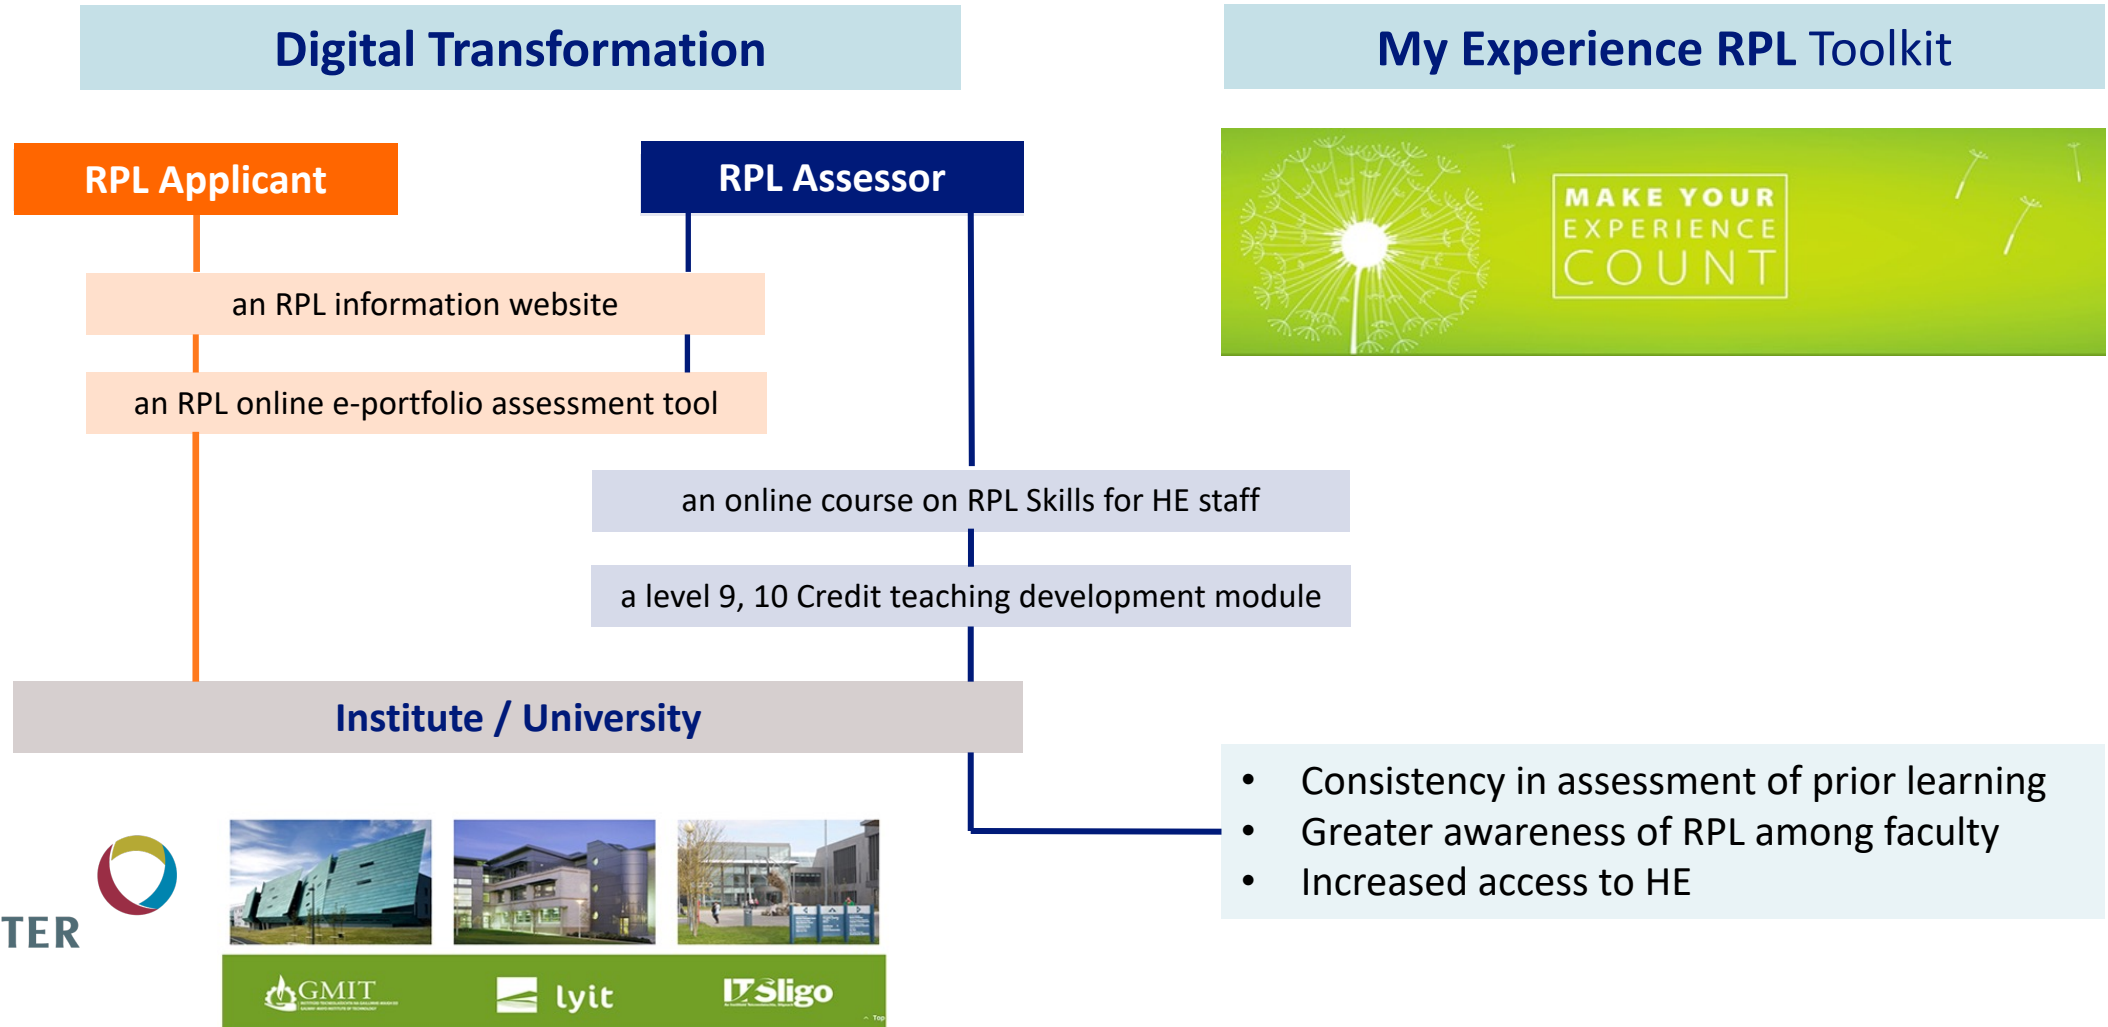 Digital Transformation
My Experience RPL Toolkit
RPL Applicant
RPL Assessor
MAKE YOUR
EXPERIENCE
COUNT
an RPL information website
an RPL online e-portfolio assessment tool
an online course on RPL Skills for HE staff
a level 9, 10 Credit teaching development module
Institute / University
• Consistency in assessment of prior learning
• Greater awareness of RPL among faculty
• Increased access to HE
TER
GMIT
lyit
IT Sligo
Top